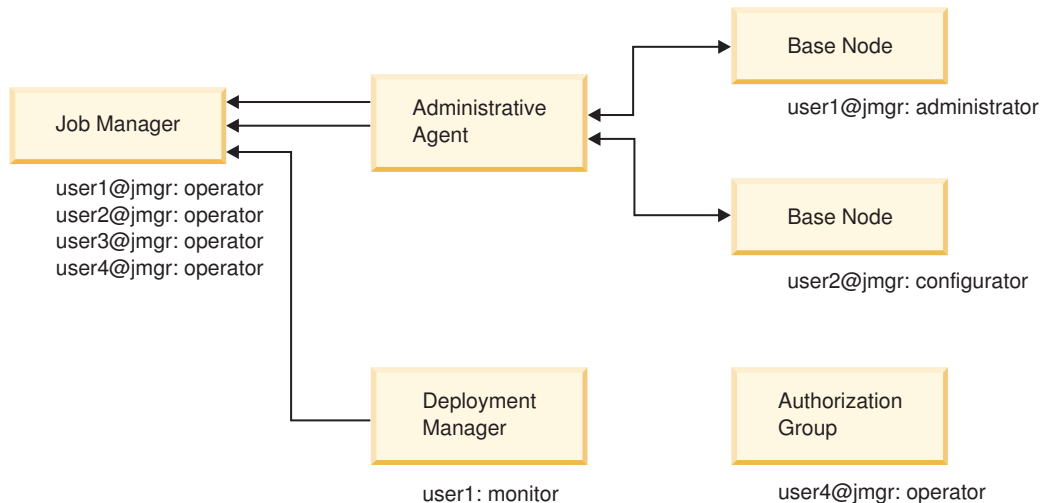 Job Manager
user1@jmgr: operator
user2@jmgr: operator
user3@jmgr: operator
user4@jmgr: operator
Administrative
Agent
Base Node
user1@jmgr: administrator
Base Node
user2@jmgr: configurator
Deployment
Manager
user1: monitor
Authorization
Group
user4@jmgr: operator